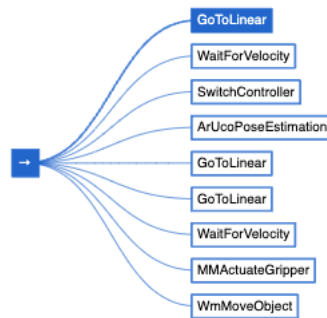 GoToLinear
WaitForVelocity
SwitchController
ArUcoPoseEstimation
→
GoToLinear
GoToLinear
WaitForVelocity
MMActuateGripper
WmMoveObject